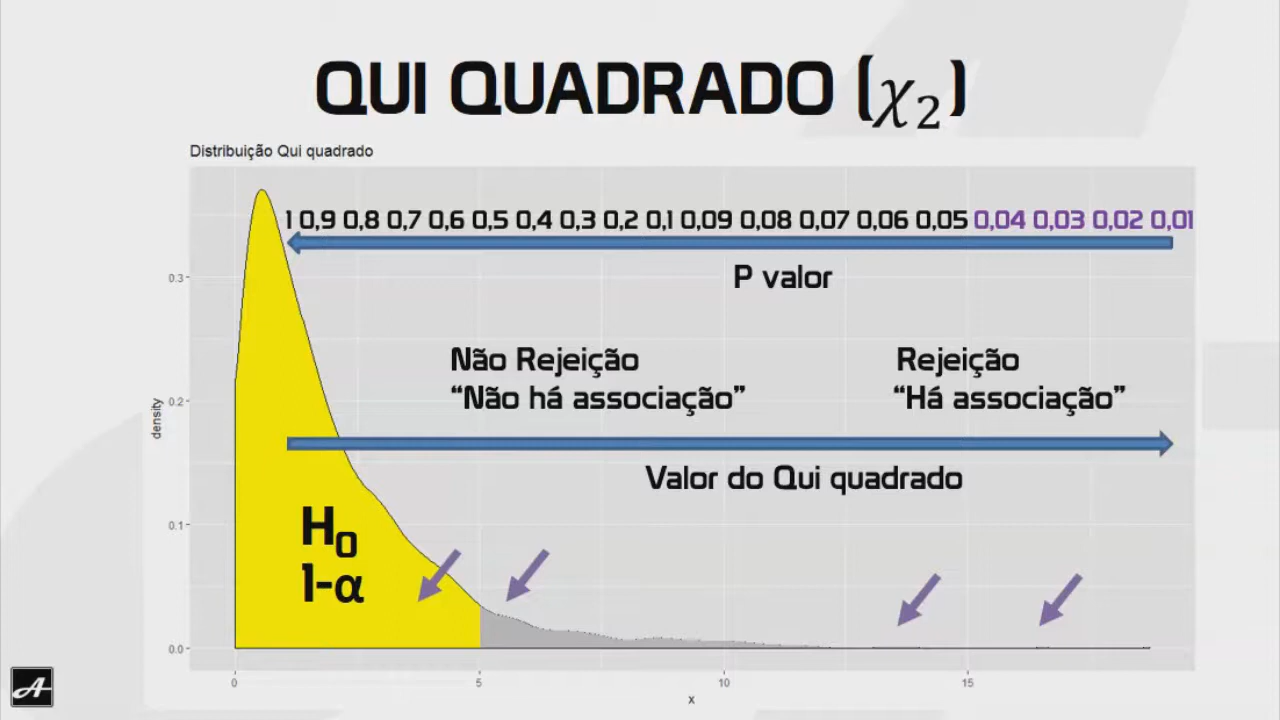 QUI QUADRADO (χ₂)
Distribuição Qui quadrado
1 0,9 0,8 0,7 0,6 0,5 0,4 0,3 0,2 0,1 0,09 0,08 0,07 0,06 0,05 0,04 0,03 0,02 0,01
P valor
0.3
Não Rejeição
Rejeição
“Não há associação”
“Há associação”
0.2
density
Valor do Qui quadrado
H₀
0.1
1-α
0.0
A
0 5 10 15
x